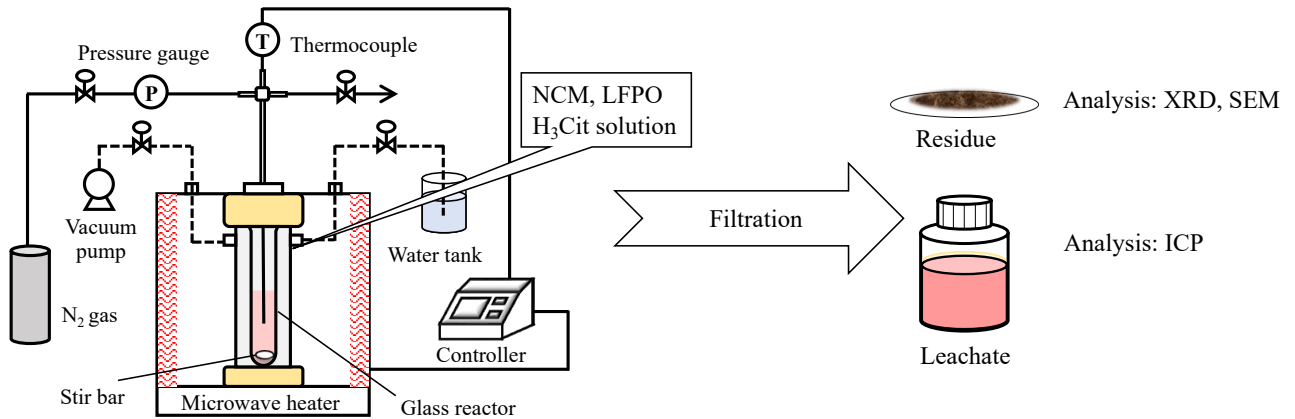 T
Thermocouple
Pressure gauge
P
NCM, LFPO
H₃Cit solution
Vacuum
pump
Water tank
N₂ gas
Controller
Stir bar
Microwave heater
Glass reactor
Filtration
Residue
Analysis: XRD, SEM
Leachate
Analysis: ICP